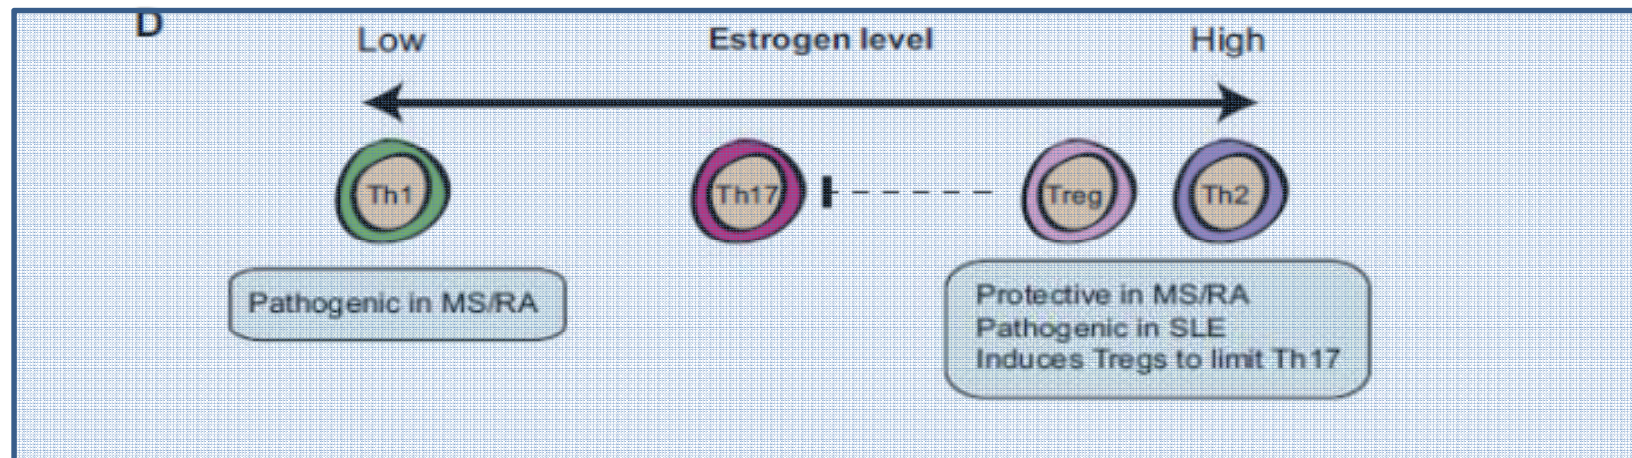 D
Low Estrogen level High
Th1 Th17 Treg Th2
Pathogenic in MS/RA
Protective in MS/RA
Pathogenic in SLE
Induces Tregs to limit Th17